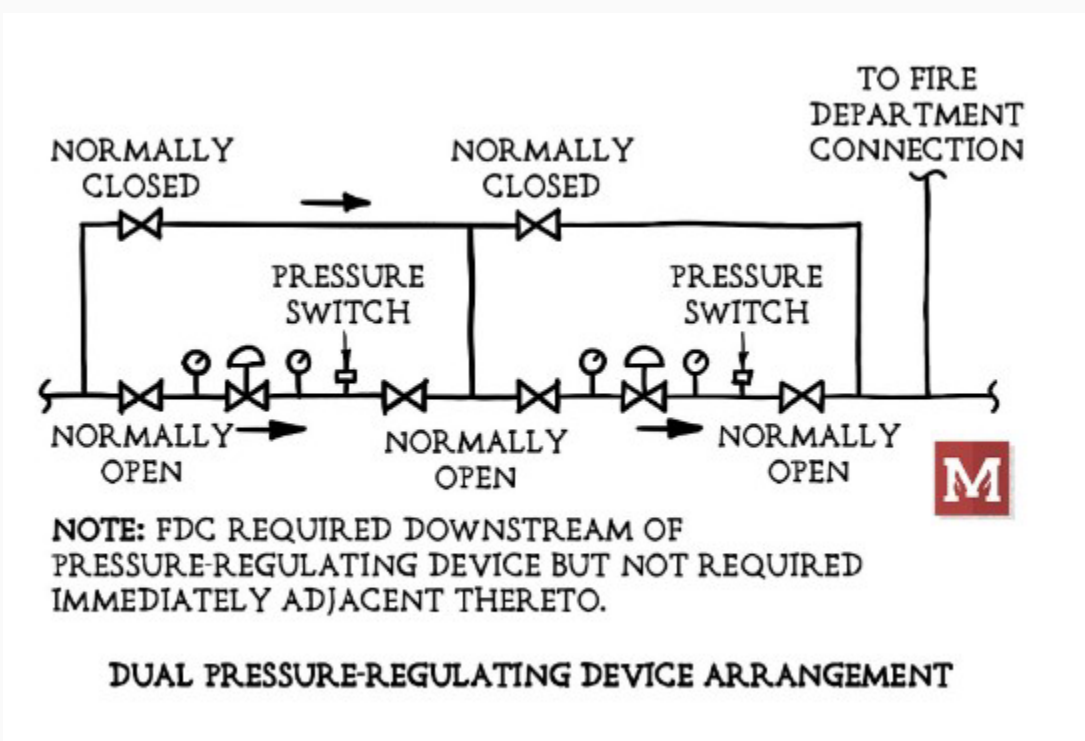 TO FIRE
DEPARTMENT
CONNECTION
NORMALLY
CLOSED
NORMALLY
CLOSED
PRESSURE
SWITCH
PRESSURE
SWITCH
NORMALLY
OPEN
NORMALLY
OPEN
NORMALLY
OPEN
M
NOTE: FDC REQUIRED DOWNSTREAM OF
PRESSURE-REGULATING DEVICE BUT NOT REQUIRED
IMMEDIATELY ADJACENT THERETO.
DUAL PRESSURE-REGULATING DEVICE ARRANGEMENT